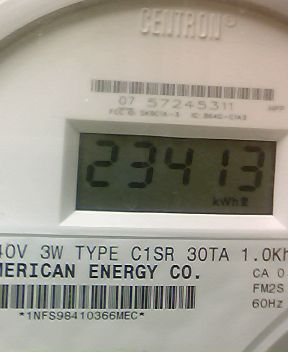 CENTRON®
07 57245311
23413
kWh
40V 3W TYPE C1SR 30TA 1.0Kh
MERICAN ENERGY CO.
CA 0.
FM2S
60Hz
*1NFS98410366MEC*